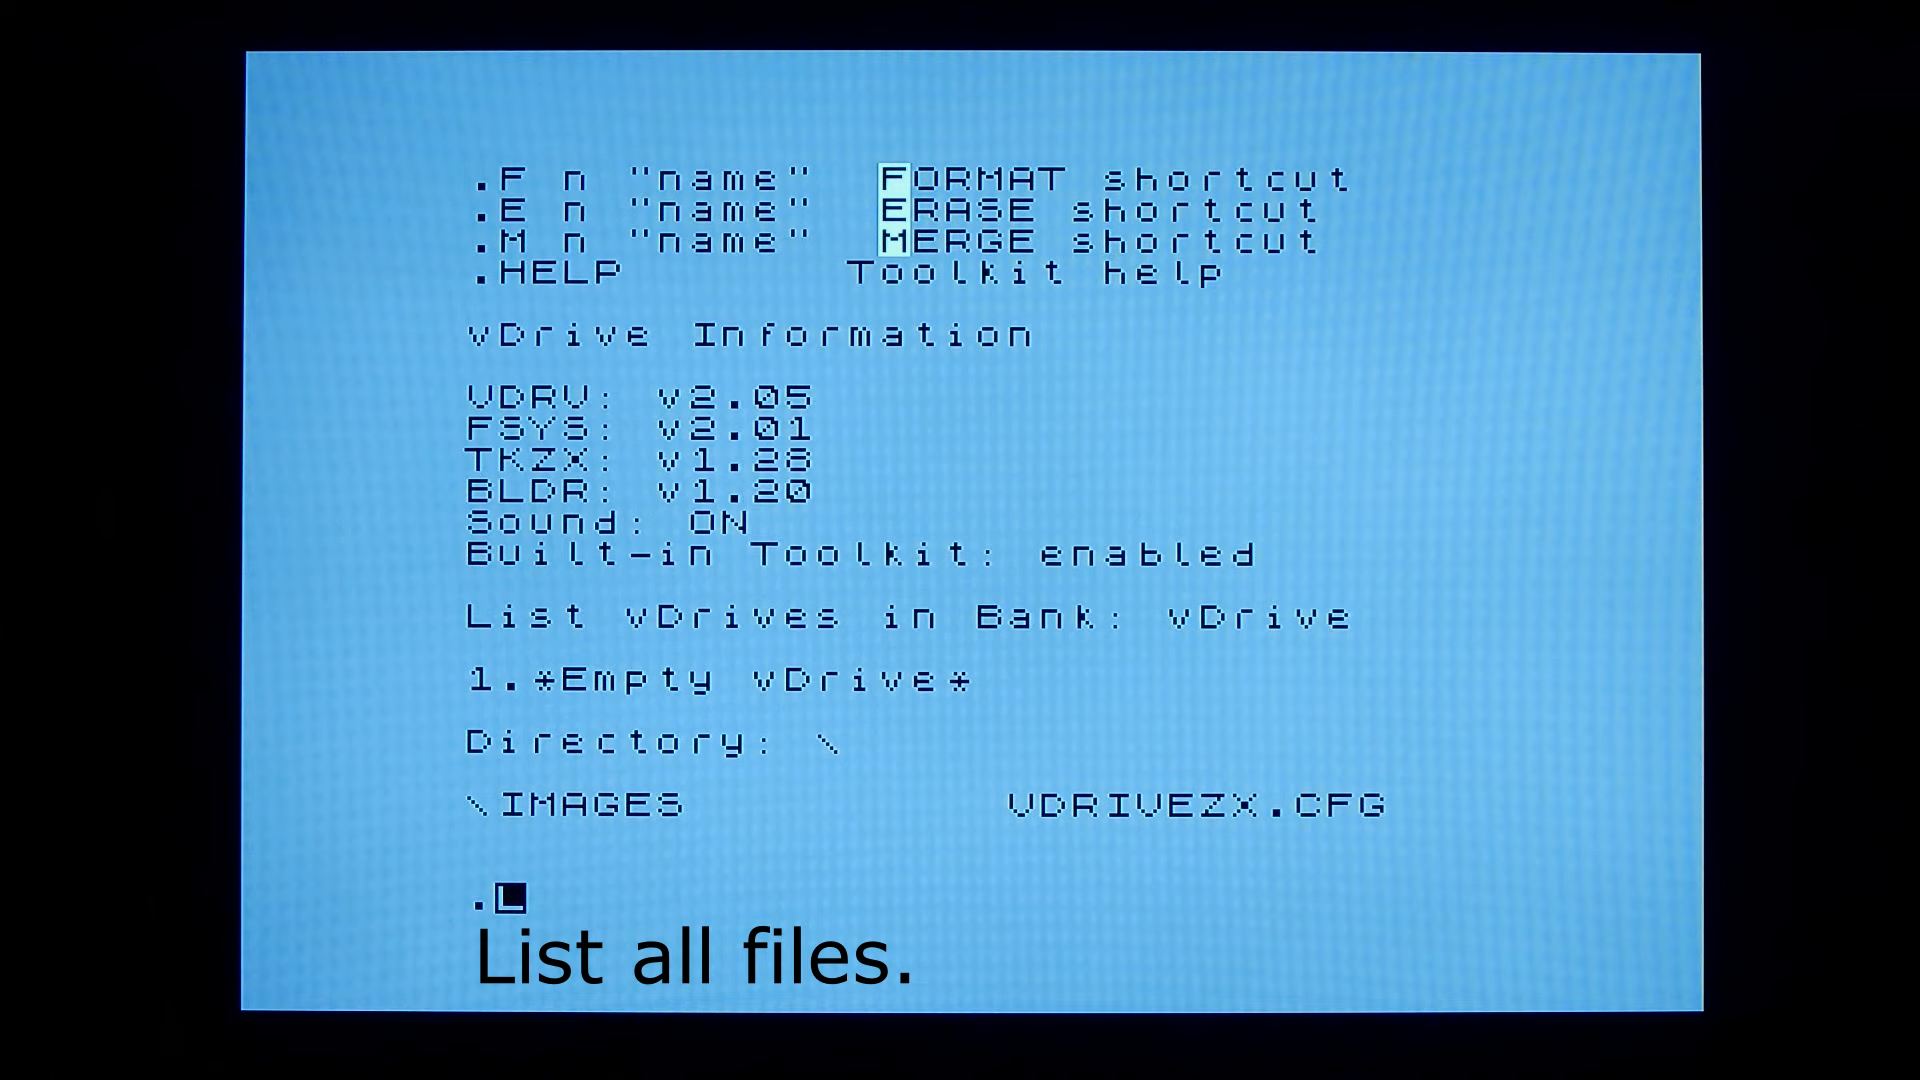 .F n "name"  FORMAT shortcut
.E n "name"  ERASE shortcut
.M n "name"  MERGE shortcut
.HELP       Toolkit help
vDrive Information
VDRV: v2.05
FSYS: v2.01
TKZX: v1.28
BLDR: v1.20
Sound: ON
Built-in Toolkit: enabled
List vDrives in Bank: vDrive
1.*Empty vDrive*
Directory: \
\IMAGES          VDRIVEZX.CFG
.L
List all files.